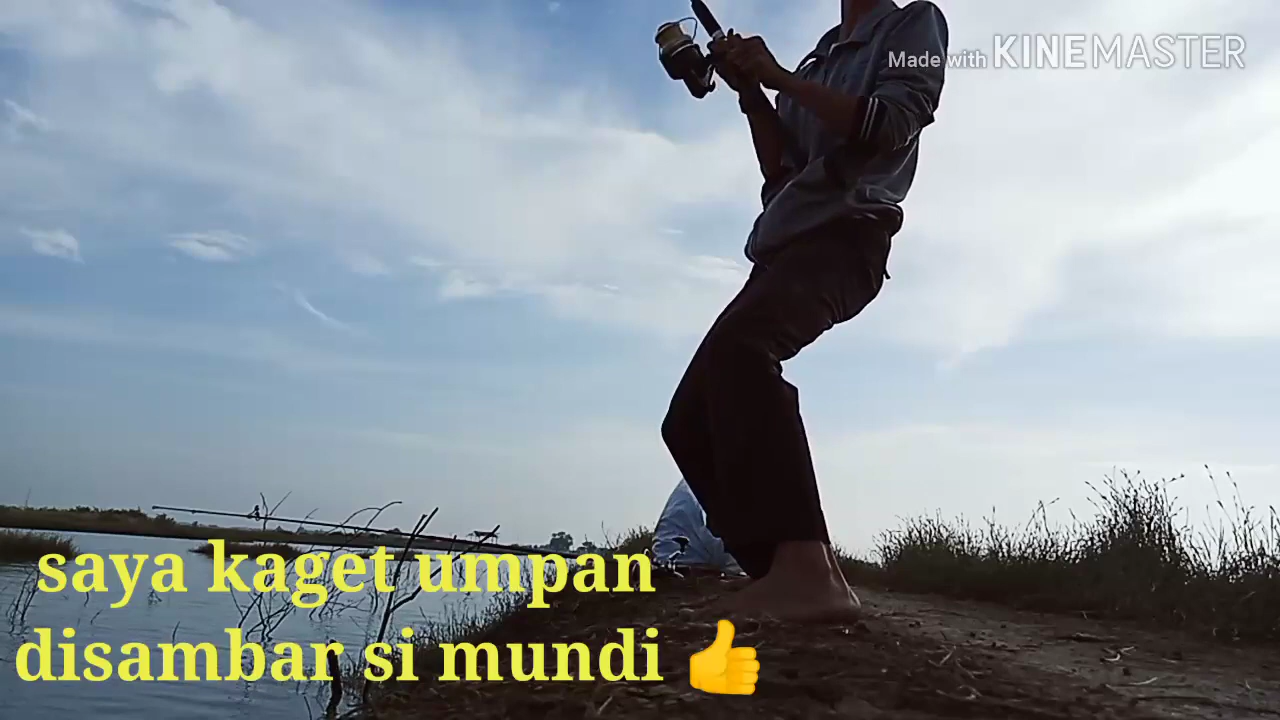 Made with KINEMASTER
saya kaget umpan
disambar si mundi 👍